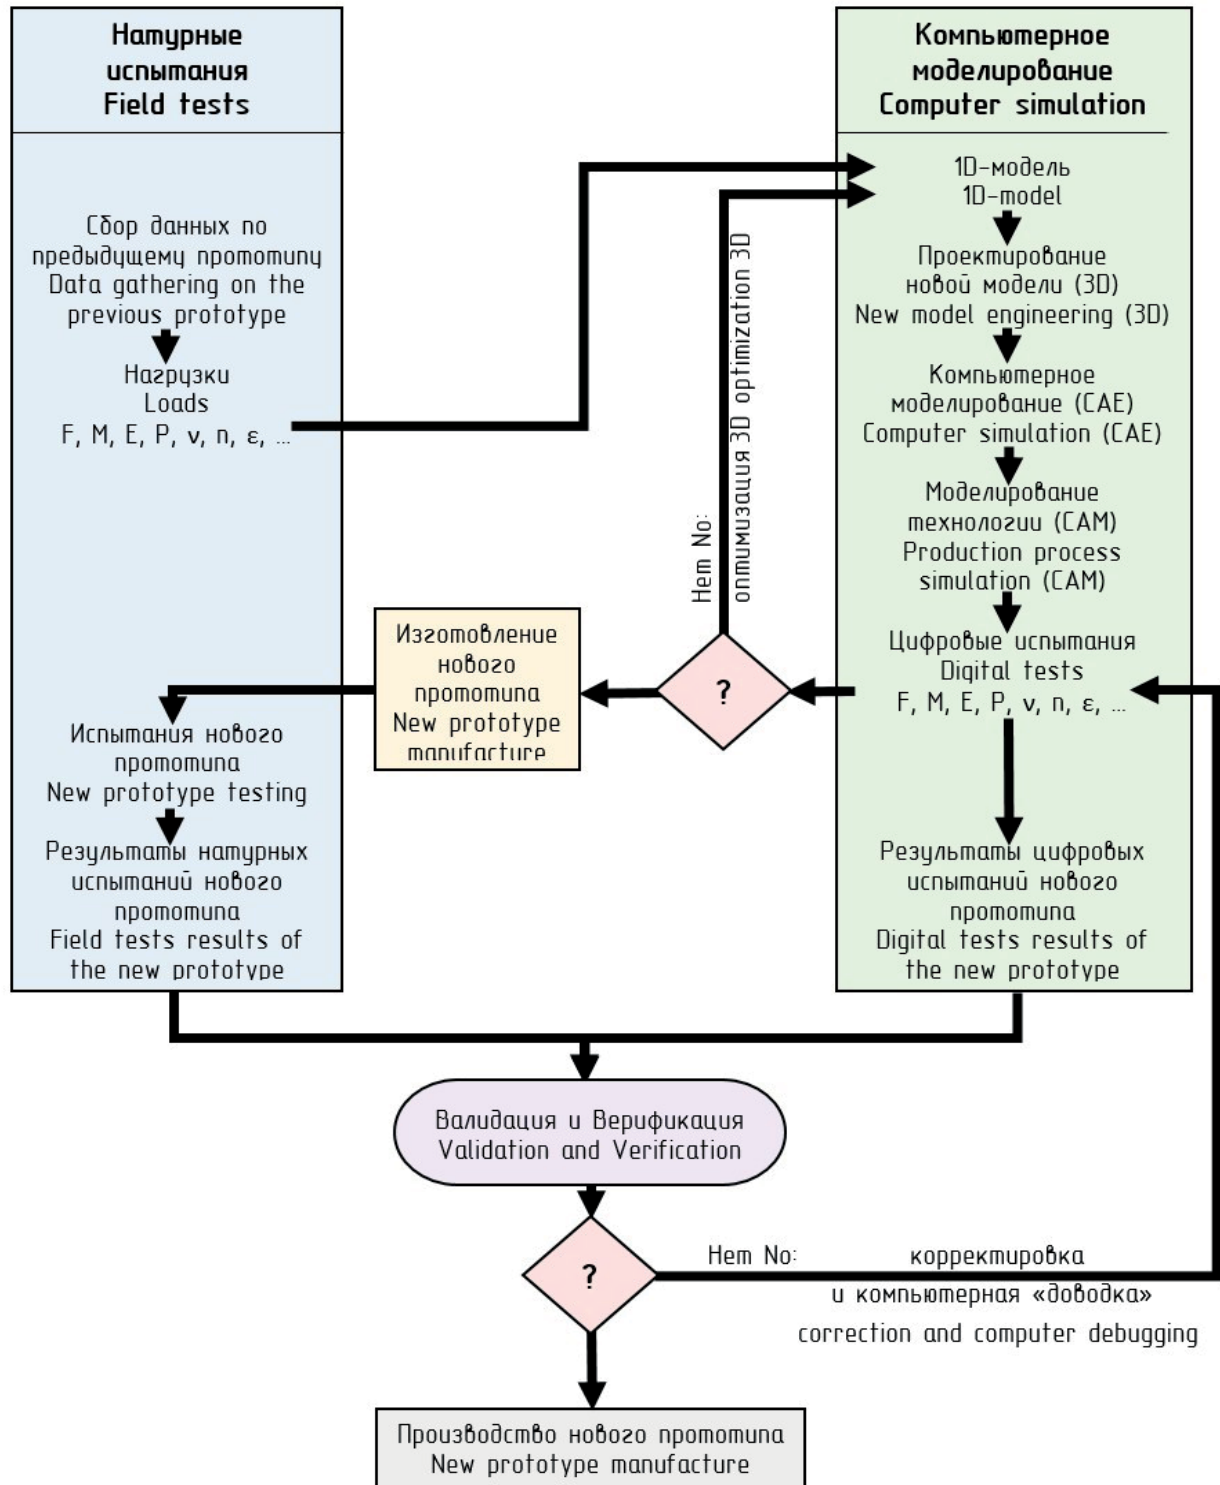 Натурные
испытания
Field tests
Сбор данных по
предыдущему прототипу
Data gathering on the
previous prototype
Нагрузки
Loads
F, M, E, P, ν, n, ε, ...
Испытания нового
прототипа
New prototype testing
Результаты натурных
испытаний нового
прототипа
Field tests results of
the new prototype
Изготовление
нового
прототипа
New prototype
manufacture
?
Нет No:
оптимизация 3D optimization 3D
Компьютерное
моделирование
Computer simulation
1D-модель
1D-model
Проектирование
новой модели (3D)
New model engineering (3D)
Компьютерное
моделирование (CAE)
Computer simulation (CAE)
Моделирование
технологии (CAM)
Production process
simulation (CAM)
Цифровые испытания
Digital tests
F, M, E, P, ν, n, ε, ...
Результаты цифровых
испытаний нового
прототипа
Digital tests results of
the new prototype
Валидация и Верификация
Validation and Verification
?
Нет No: корректировка
и компьютерная «доводка»
correction and computer debugging
Производство нового прототипа
New prototype manufacture